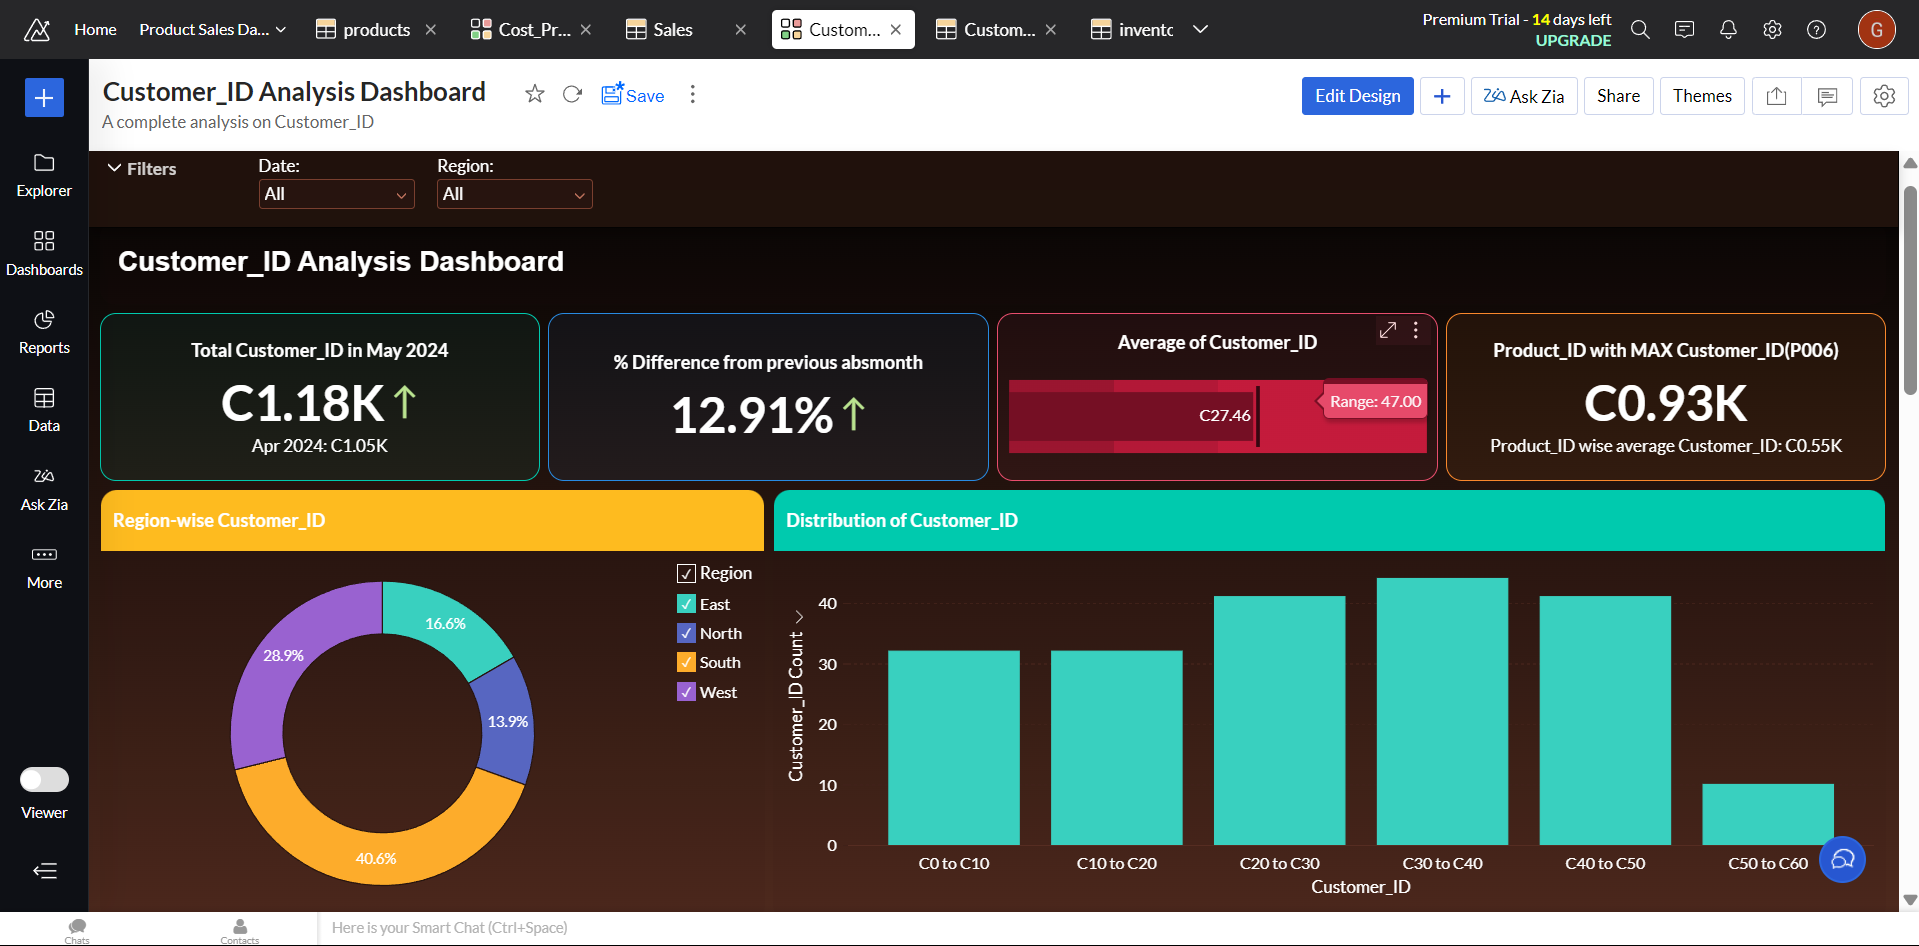 Home
Product Sales Da...
products
Cost_Pr...
Sales
Custom...
Custom...
inventc
Premium Trial - 14 days left
UPGRADE
G
Customer_ID Analysis Dashboard
Save
A complete analysis on Customer_ID
Edit Design
Ask Zia
Share
Themes
Explorer
Dashboards
Reports
Data
Ask Zia
More
Viewer
Filters
Date:
All
Region:
All
Customer_ID Analysis Dashboard
Total Customer_ID in May 2024
C1.18K
Apr 2024: C1.05K
% Difference from previous absmonth
12.91%
Average of Customer_ID
C27.46
Range: 47.00
Product_ID with MAX Customer_ID(P006)
C0.93K
Product_ID wise average Customer_ID: C0.55K
Region-wise Customer_ID
16.6%
28.9%
13.9%
40.6%
Region
East
North
South
West
Distribution of Customer_ID
Customer_ID Count
40
30
20
10
0
C0 to C10
C10 to C20
C20 to C30
C30 to C40
C40 to C50
C50 to C60
Customer_ID
Chats
Contacts
Here is your Smart Chat (Ctrl+Space)